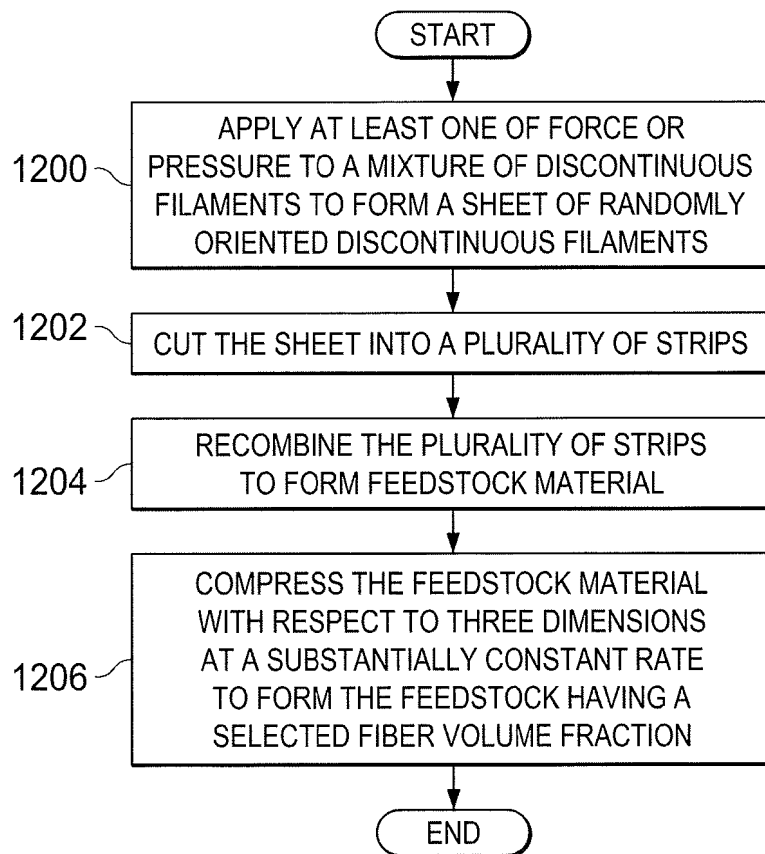 START
1200
APPLY AT LEAST ONE OF FORCE OR
PRESSURE TO A MIXTURE OF DISCONTINUOUS
FILAMENTS TO FORM A SHEET OF RANDOMLY
ORIENTED DISCONTINUOUS FILAMENTS
1202
CUT THE SHEET INTO A PLURALITY OF STRIPS
1204
RECOMBINE THE PLURALITY OF STRIPS
TO FORM FEEDSTOCK MATERIAL
1206
COMPRESS THE FEEDSTOCK MATERIAL
WITH RESPECT TO THREE DIMENSIONS
AT A SUBSTANTIALLY CONSTANT RATE
TO FORM THE FEEDSTOCK HAVING A
SELECTED FIBER VOLUME FRACTION
END